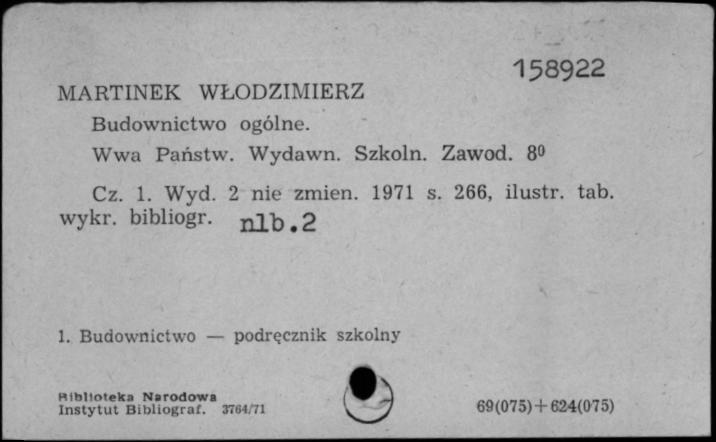 158922
MARTINEK WŁODZIMIERZ
Budownictwo ogólne.
Wwa Państw. Wydawn. Szkoln. Zawod. 8⁰
Cz. 1. Wyd. 2 nie zmien. 1971 s. 266, ilustr. tab.
wykr. bibliogr. nlb.2
1. Budownictwo — podręcznik szkolny
Biblioteka Narodowa
Instytut Bibliograf. 3764/71
69(075)+624(075)